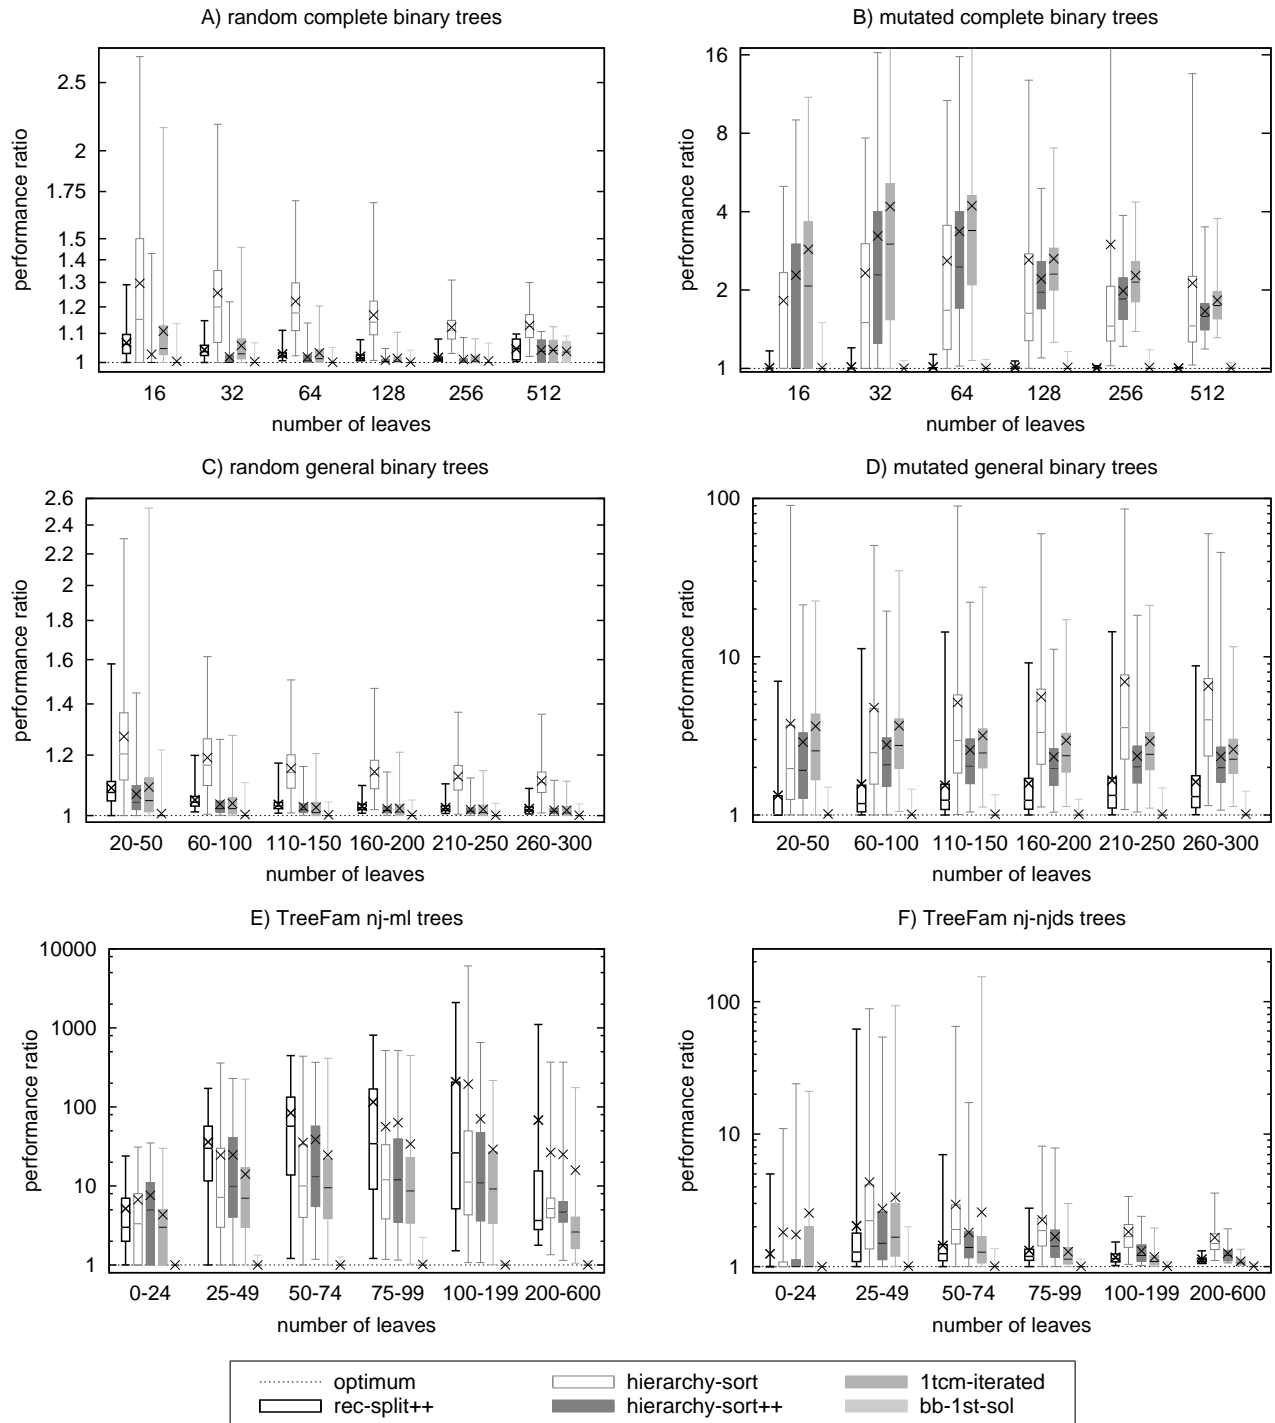 A) random complete binary trees
performance ratio
2.5
2
1.75
1.5
1.4
1.3
1.2
1.1
1
16 32 64 128 256 512
number of leaves
B) mutated complete binary trees
performance ratio
16
8
4
2
1
16 32 64 128 256 512
number of leaves
C) random general binary trees
performance ratio
2.6
2.4
2.2
2
1.8
1.6
1.4
1.2
1
20-50 60-100 110-150 160-200 210-250 260-300
number of leaves
D) mutated general binary trees
performance ratio
100
10
1
20-50 60-100 110-150 160-200 210-250 260-300
number of leaves
E) TreeFam nj-ml trees
performance ratio
10000
1000
100
10
1
0-24 25-49 50-74 75-99 100-199 200-600
number of leaves
F) TreeFam nj-njds trees
performance ratio
100
10
1
0-24 25-49 50-74 75-99 100-199 200-600
number of leaves
optimum hierarchy-sort 1tcm-iterated
rec-split++ hierarchy-sort++ bb-1st-sol